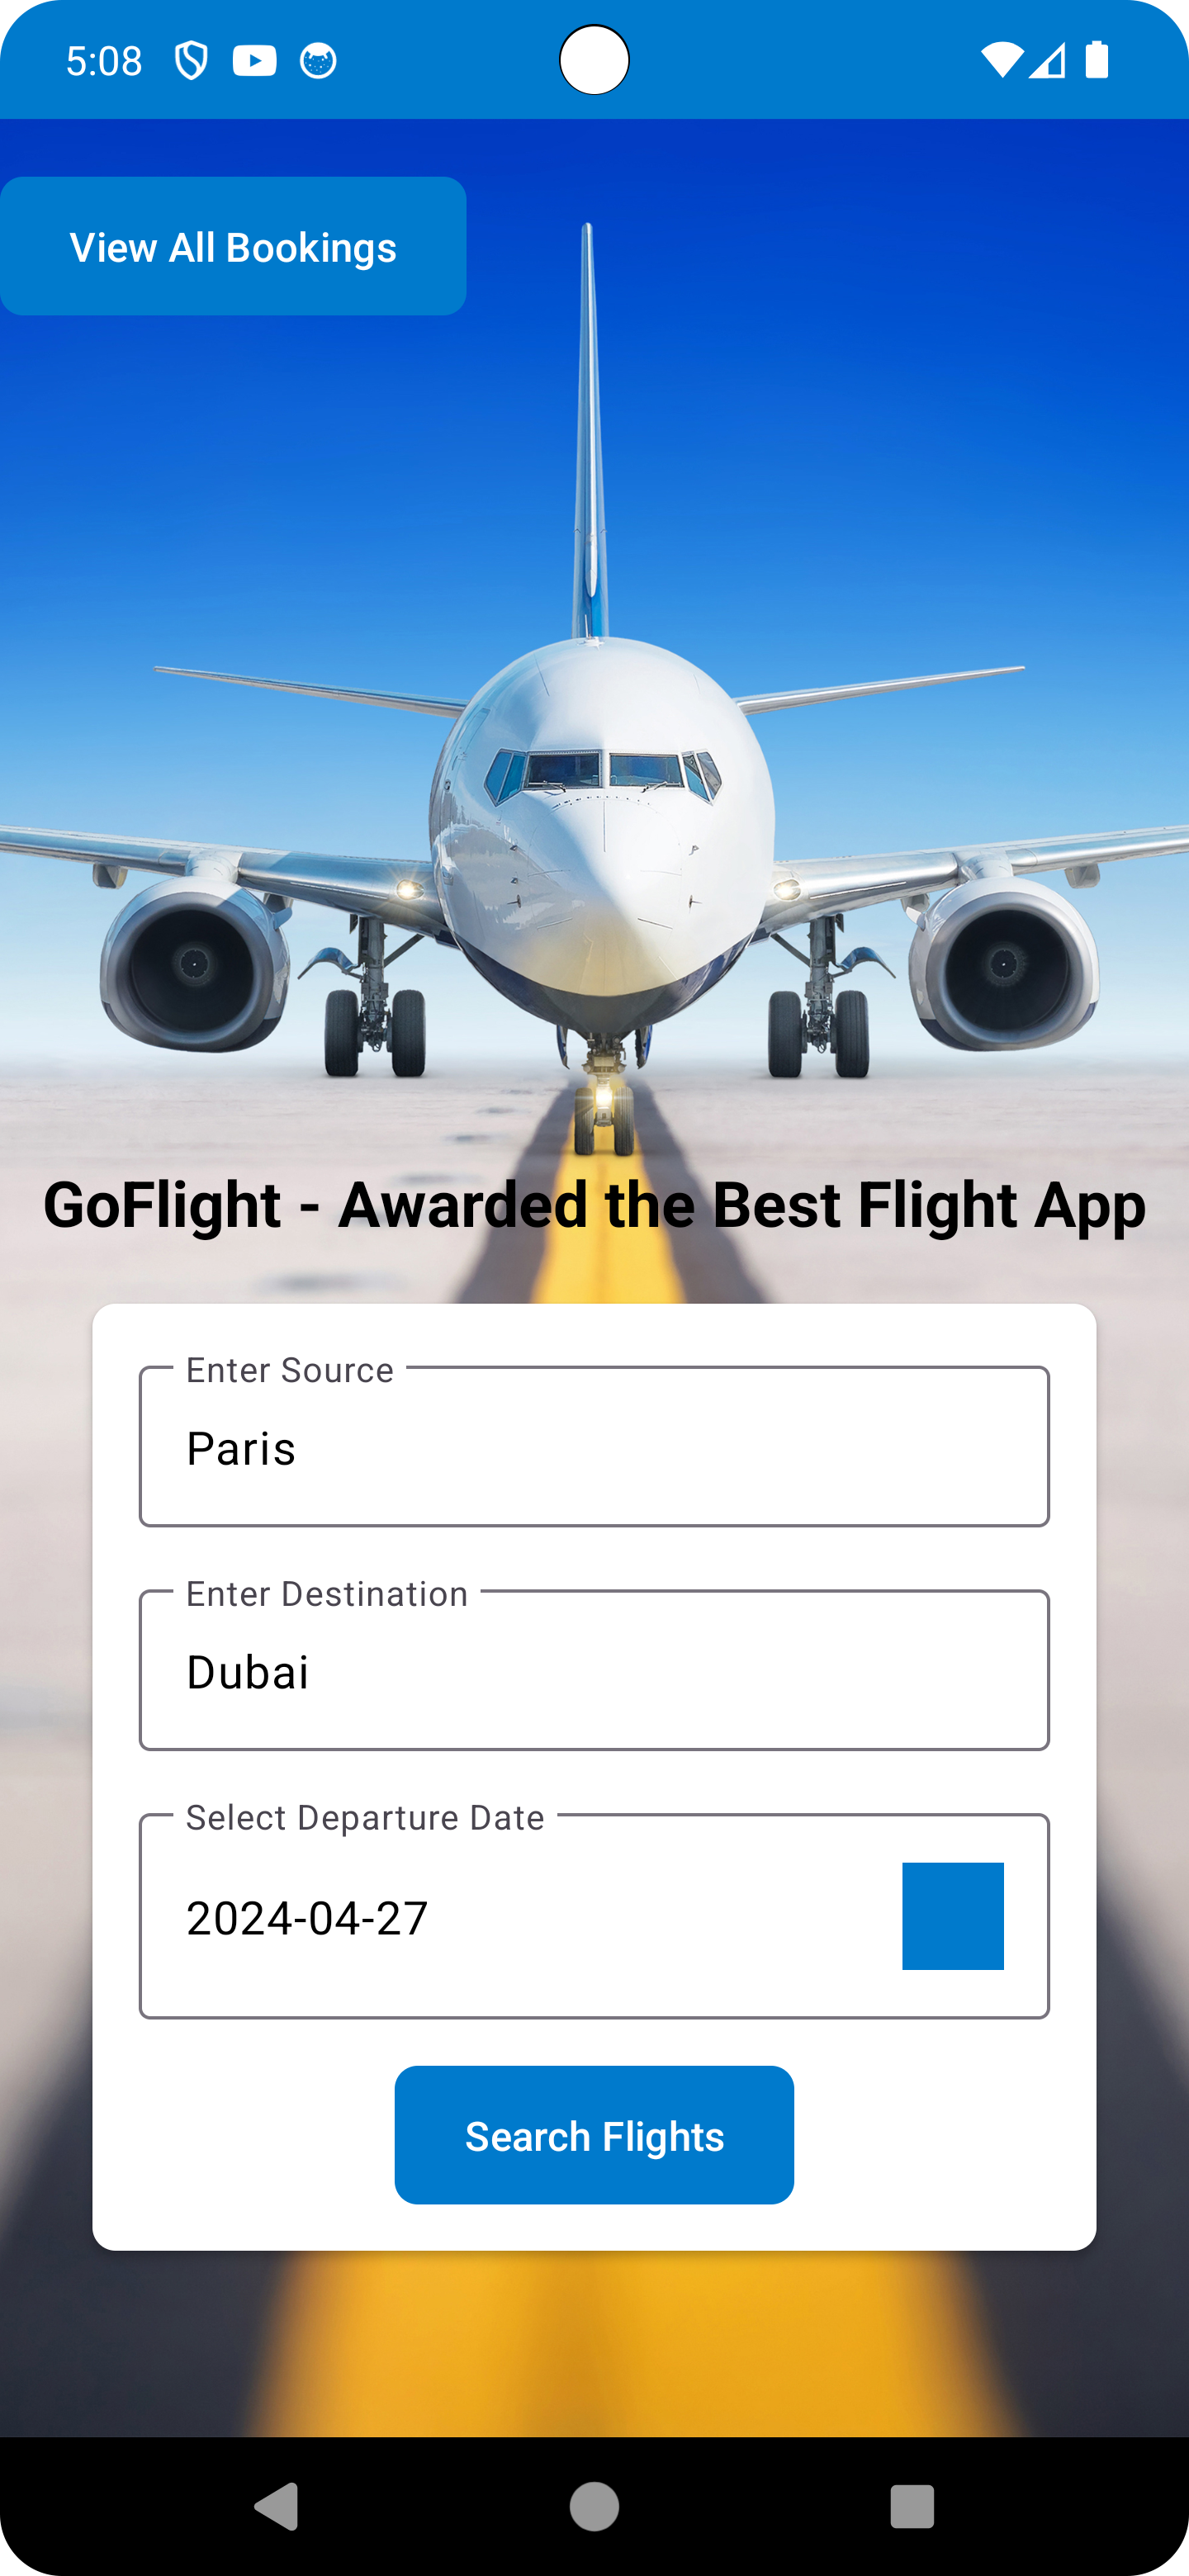 5:08
View All Bookings
GoFlight - Awarded the Best Flight App
Enter Source
Paris
Enter Destination
Dubai
Select Departure Date
2024-04-27
Search Flights